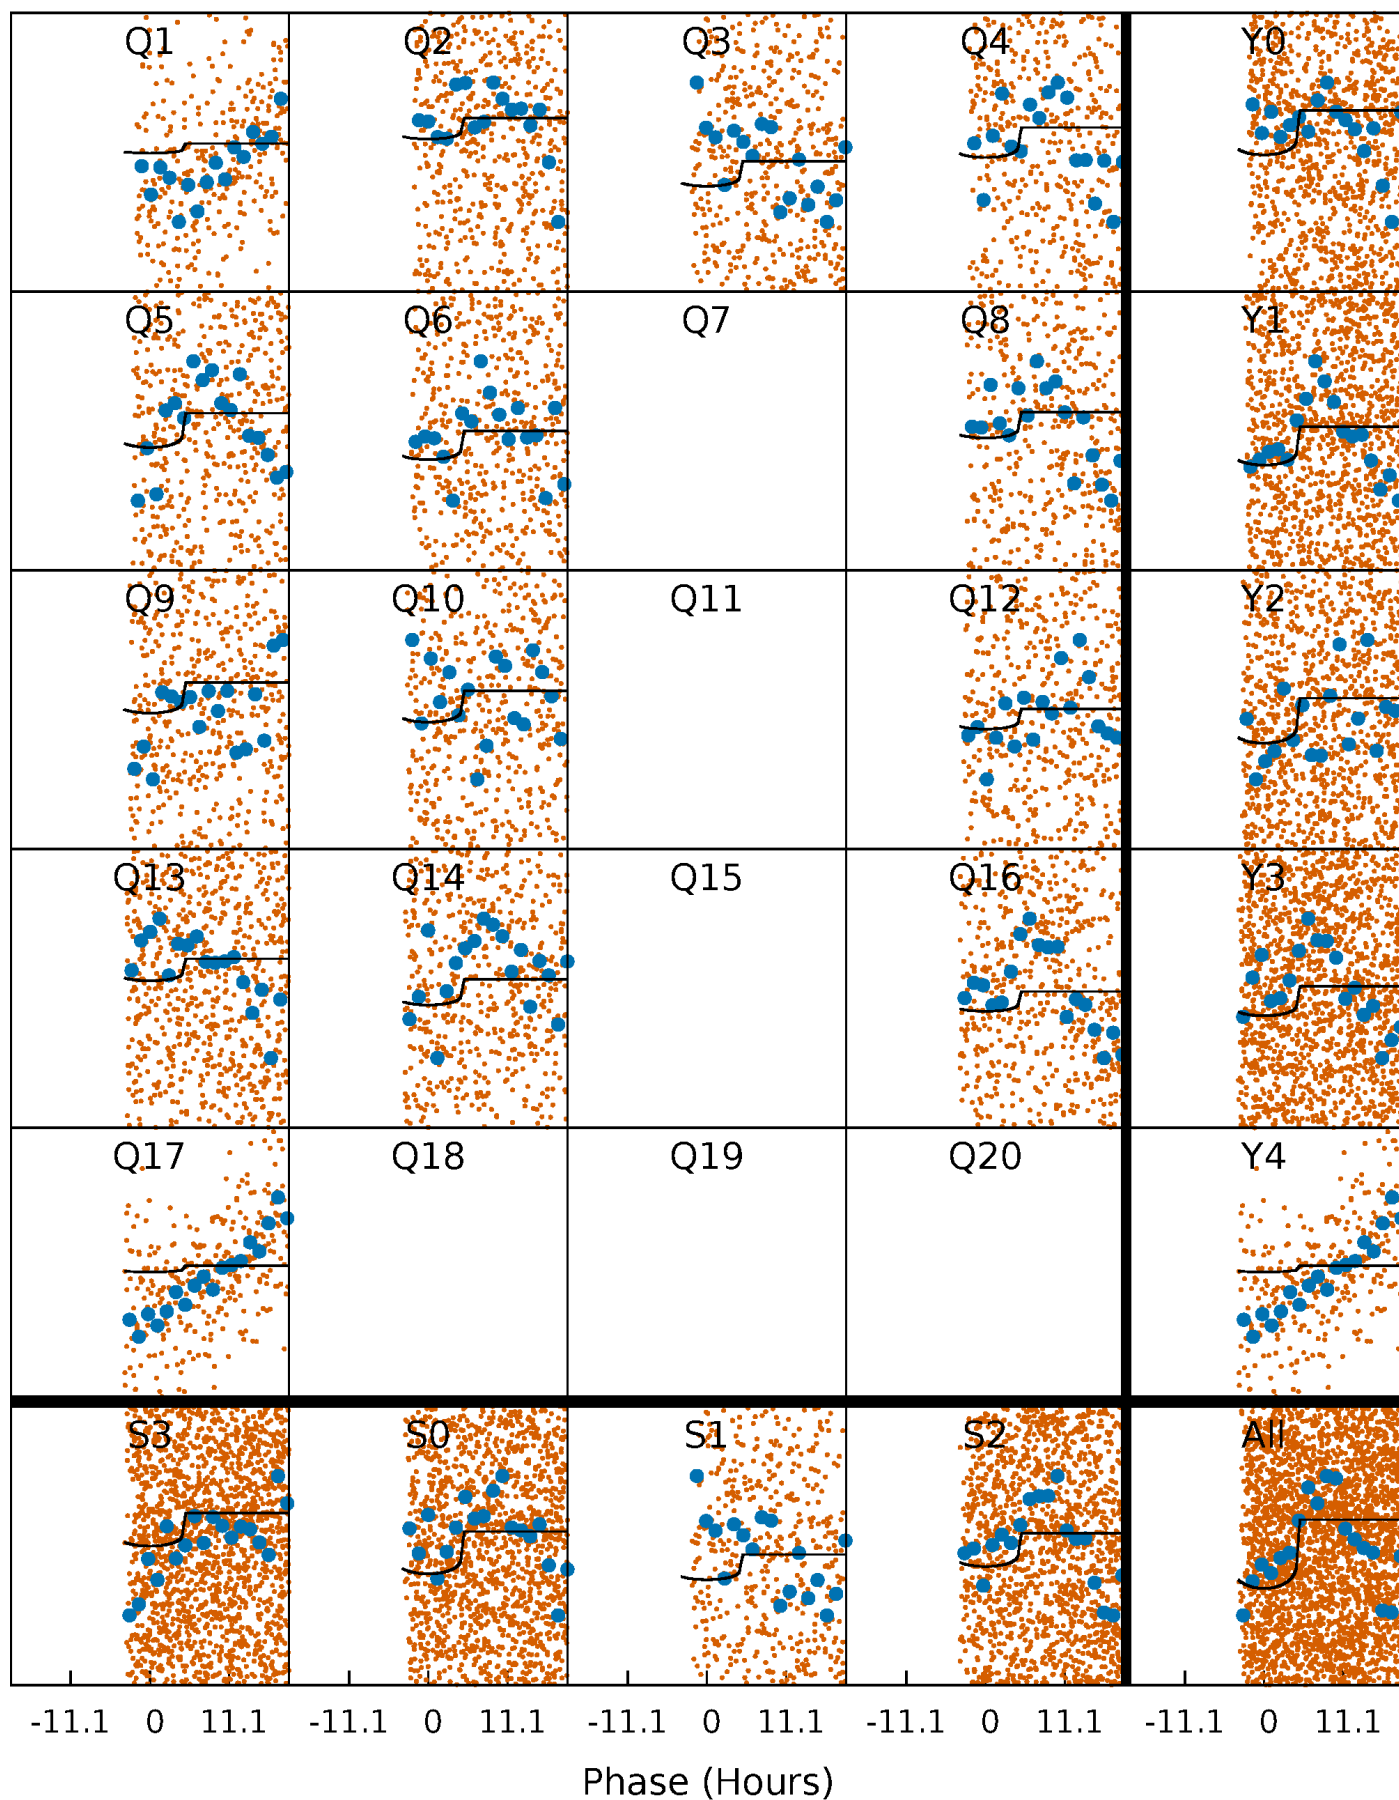 Q1 Q2 Q3 Q4 Y0
Q5 Q6 Q7 Q8 Y1
Q9 Q10 Q11 Q12 Y2
Q13 Q14 Q15 Q16 Y3
Q17 Q18 Q19 Q20 Y4
S3 S0 S1 S2 All
-11.1 0 11.1 -11.1 0 11.1 -11.1 0 11.1 -11.1 0 11.1 -11.1 0 11.1
Phase (Hours)